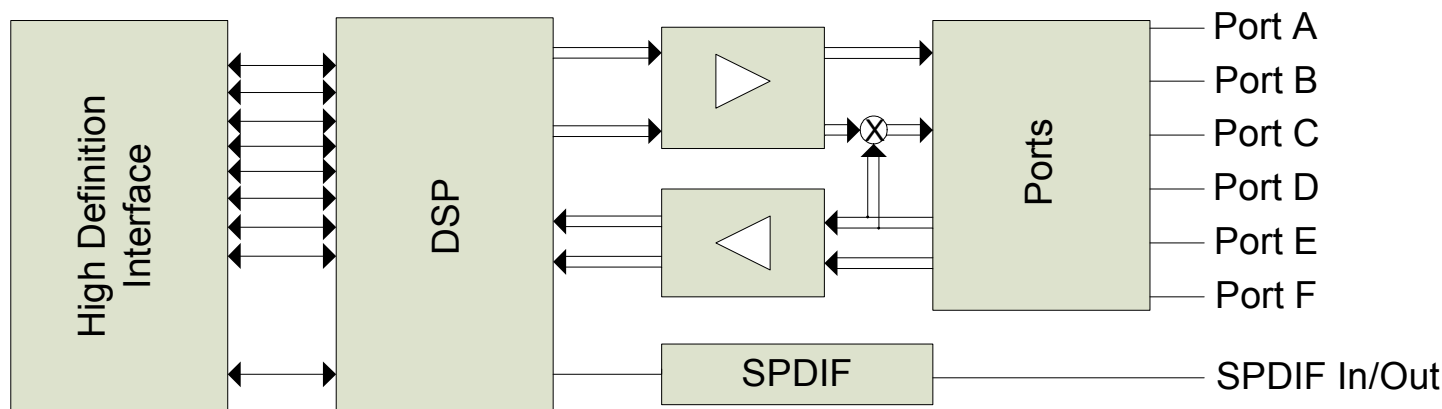 High Definition
Interface
DSP
X
Ports
Port A
Port B
Port C
Port D
Port E
Port F
SPDIF
SPDIF In/Out